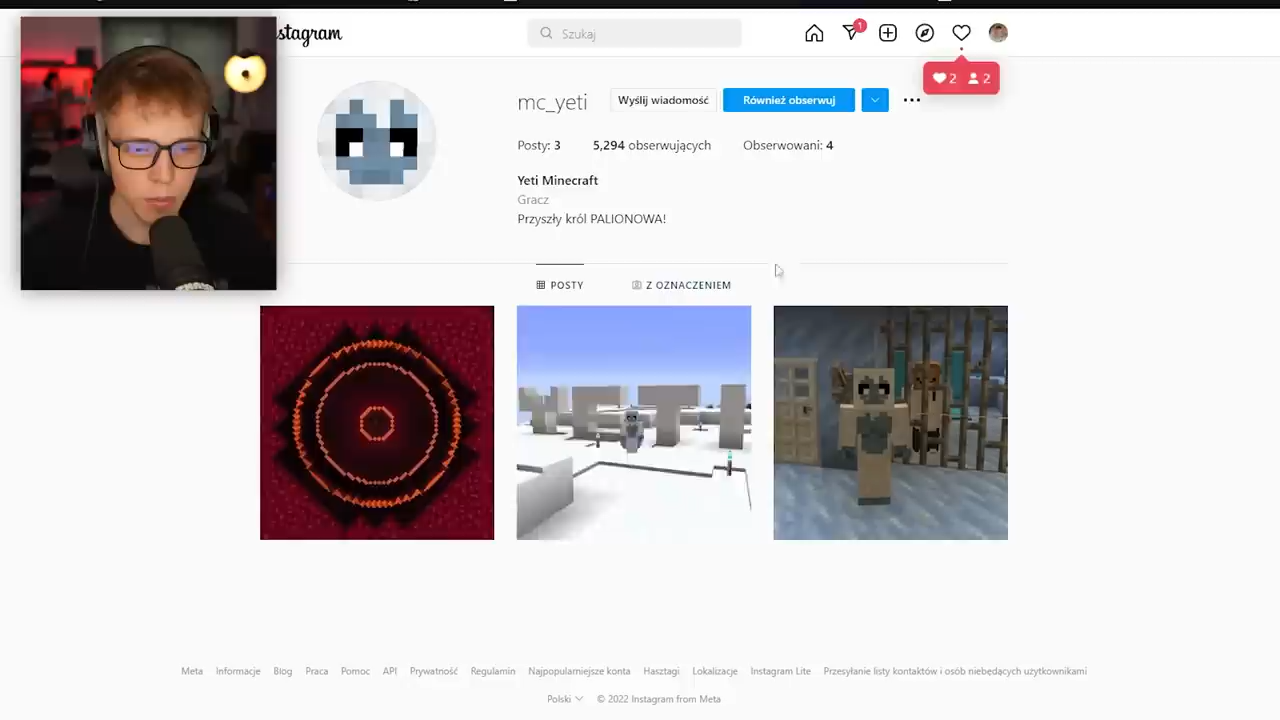 stagram
Szukaj
1
2 2
mc_yeti
Wyślij wiadomość
Również obserwuj
Posty: 3
5,294 obserwujących
Obserwowani: 4
Yeti Minecraft
Gracz
Przyszły król PALIONOWA!
POSTY
Z OZNACZENIEM
YETI
Meta
Informacje
Blog
Praca
Pomoc
API
Prywatność
Regulamin
Najpopularniejsze konta
Hasztagi
Lokalizacje
Instagram Lite
Przesyłanie listy kontaktów i osób niebędących użytkownikami
Polski
© 2022 Instagram from Meta